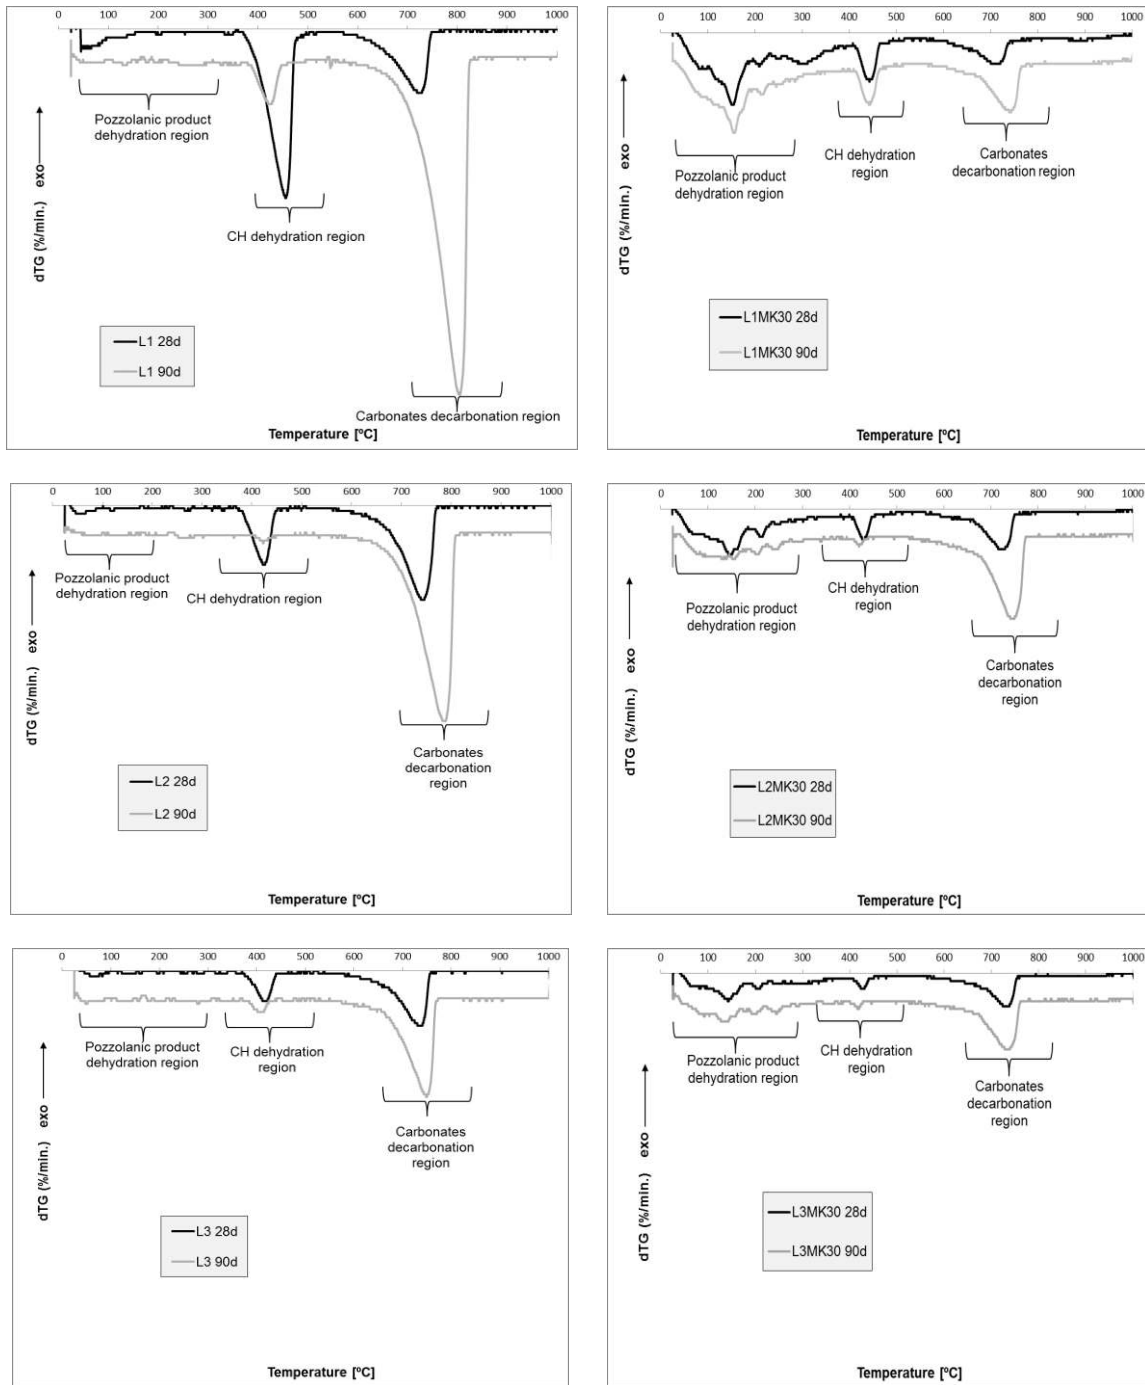 0 100 200 300 400 500 600 700 800 900 1000
Pozzolanic product
dehydration region
CH dehydration region
Carbonates decarbonation region
dTG (%/min.) exo
L1 28d
L1 90d
Temperature [ºC]
0 100 200 300 400 500 600 700 800 900 1000
Pozzolanic product
dehydration region
CH dehydration
region
Carbonates
decarbonation region
dTG (%/min.) exo
L1MK30 28d
L1MK30 90d
Temperature [ºC]
0 100 200 300 400 500 600 700 800 900 1000
Pozzolanic product
dehydration region
CH dehydration region
Carbonates
decarbonation
region
dTG (%/min.) exo
L2 28d
L2 90d
Temperature [ºC]
0 100 200 300 400 500 600 700 800 900 1000
Pozzolanic product
dehydration region
CH dehydration
region
Carbonates
decarbonation
region
dTG (%/min.) exo
L2MK30 28d
L2MK30 90d
Temperature [ºC]
0 100 200 300 400 500 600 700 800 900 1000
Pozzolanic product
dehydration region
CH dehydration
region
Carbonates
decarbonation
region
dTG (%/min.) exo
L3 28d
L3 90d
Temperature [ºC]
0 100 200 300 400 500 600 700 800 900 1000
Pozzolanic product
dehydration region
CH dehydration
region
Carbonates
decarbonation
region
dTG (%/min.) exo
L3MK30 28d
L3MK30 90d
Temperature [ºC]